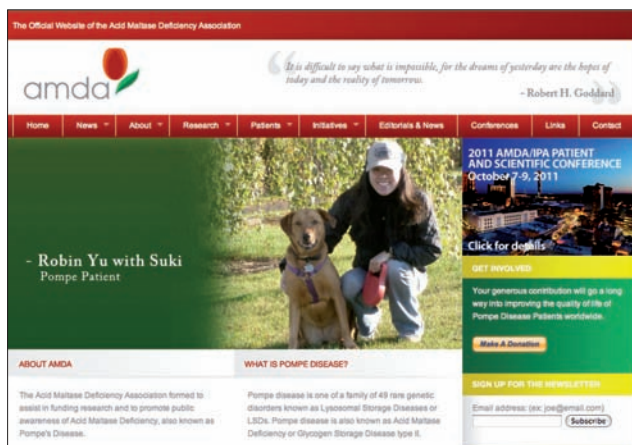 The Official Website of the Acid Maltase Deficiency Association
amda
It is difficult to say what is impossible, for the dreams of yesterday are the hopes of
today and the reality of tomorrow.
- Robert H. Goddard
Home News About Research Patients Initiatives Editorials & News Conferences Links Contact
- Robin Yu with Suki
Pompe Patient
2011 AMDA/IPA PATIENT
AND SCIENTIFIC CONFERENCE
October 7-9, 2011
Click for details
GET INVOLVED
Your generous contribution will go a long
way into improving the quality of life of
Pompe Disease Patients worldwide.
Make A Donation
SIGN UP FOR THE NEWSLETTER
Email address: (ex: joe@email.com)
Subscribe
ABOUT AMDA
The Acid Maltase Deficiency Association formed to
assist in funding research and to promote public
awareness of Acid Maltase Deficiency, also known as
Pompe's Disease.
WHAT IS POMPE DISEASE?
Pompe disease is one of a family of 49 rare genetic
disorders known as Lysosomal Storage Diseases or
LSDs. Pompe disease is also known as Acid Maltase
Deficiency or Glycogen Storage Disease type II.